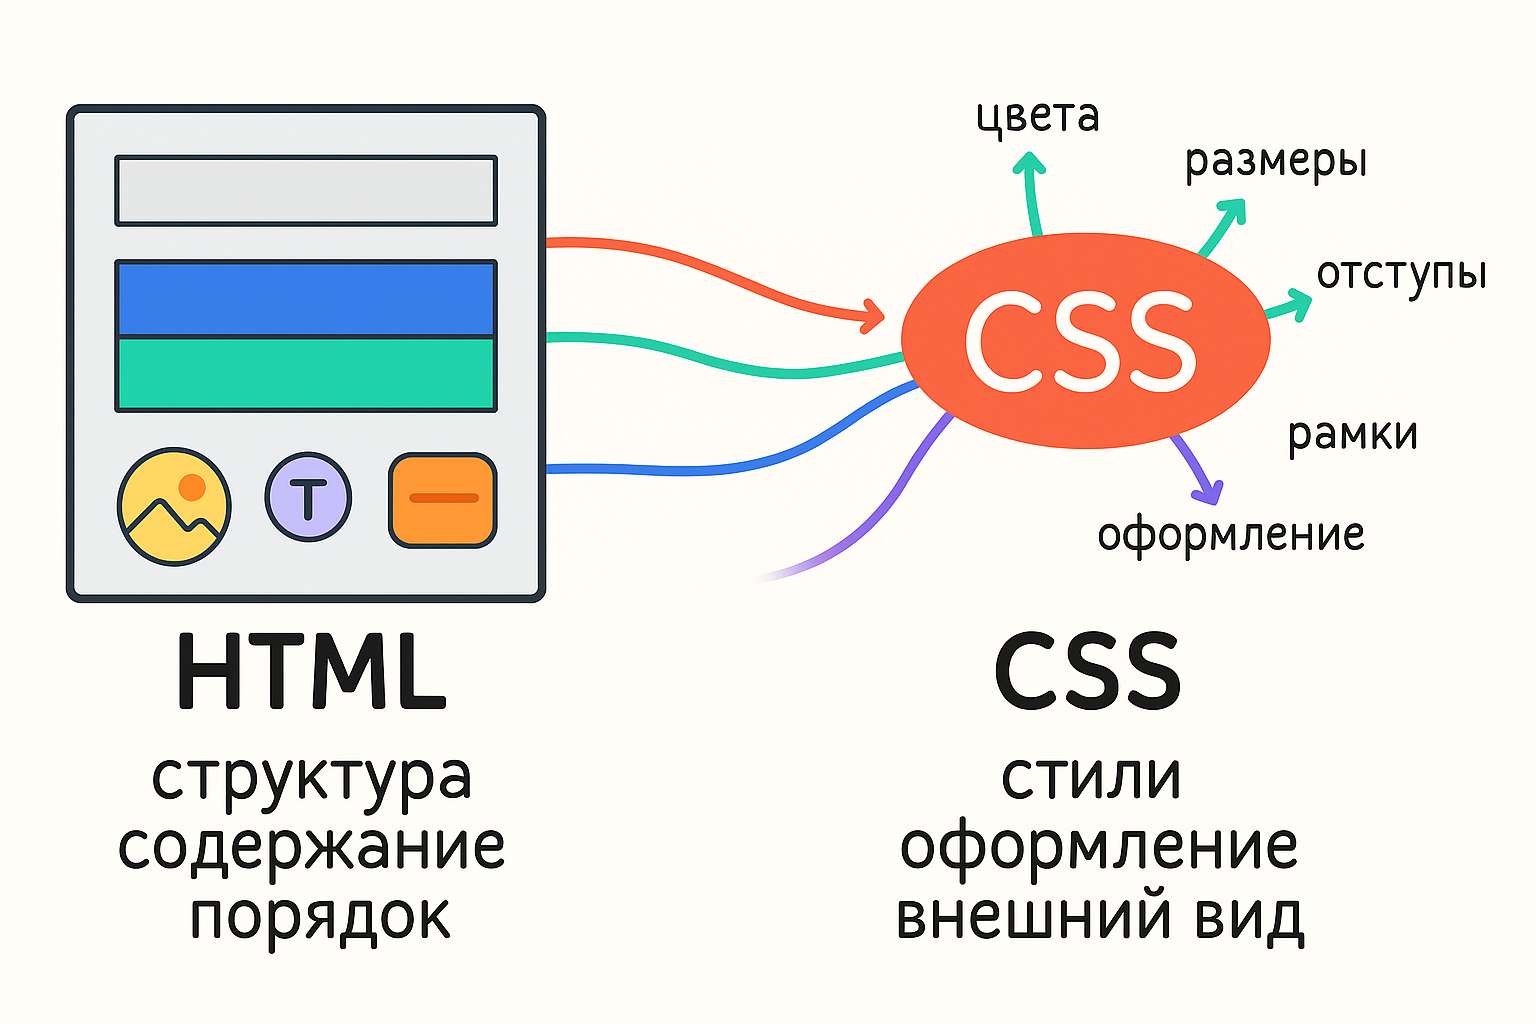 цвета
размеры
отступы
CSS
рамки
оформление
T
HTML
структура
содержание
порядок
CSS
стили
оформление
внешний вид